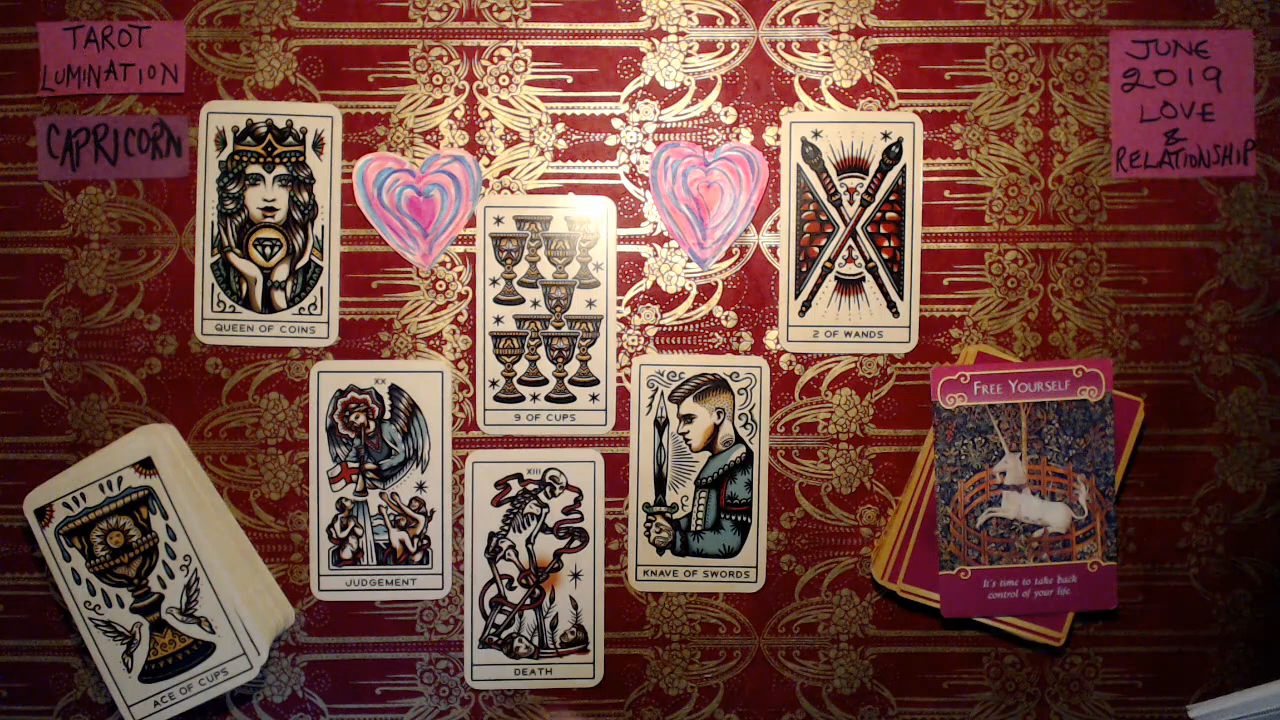 TAROT
LUMINATION
CAPRICORN
JUNE
2019
LOVE
&
RELATIONSHIP
QUEEN OF COINS
9 OF CUPS
2 OF WANDS
XX
JUDGEMENT
XIII
DEATH
KNAVE OF SWORDS
ACE OF CUPS
FREE YOURSELF
It's time to take back
control of your life.